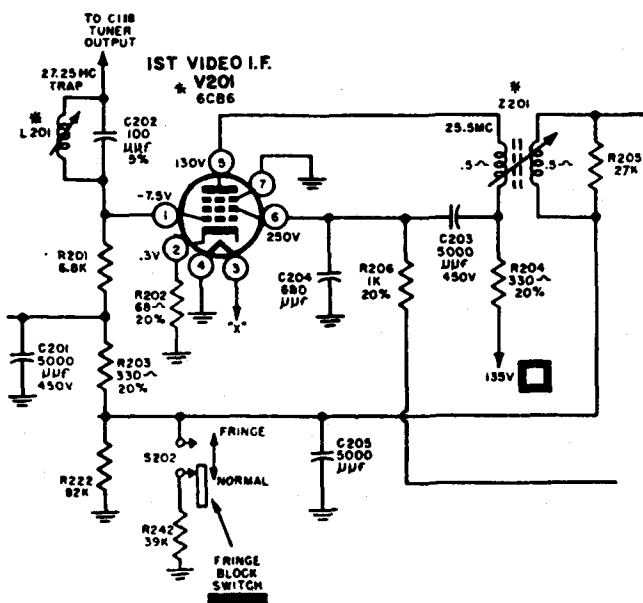 TO C118
TUNER
OUTPUT
27.25MC
TRAP
*
L201
C202
100
µµf
5%
1ST VIDEO I.F.
* V201
6CB6
130V
5
7
-7.5V
1
6
250V
2
.3V
4
3
"X"
R201
6.8K
R202
68~
20%
C201
5000
µµf
450V
R203
330~
20%
C204
680
µµf
R206
1K
20%
C203
5000
µµf
450V
*
Z201
25.5MC
.5~
.5~
R205
27K
R204
330~
20%
135V
R222
82K
S202
FRINGE
NORMAL
R242
39K
FRINGE
BLOCK
SWITCH
C205
5000
µµf